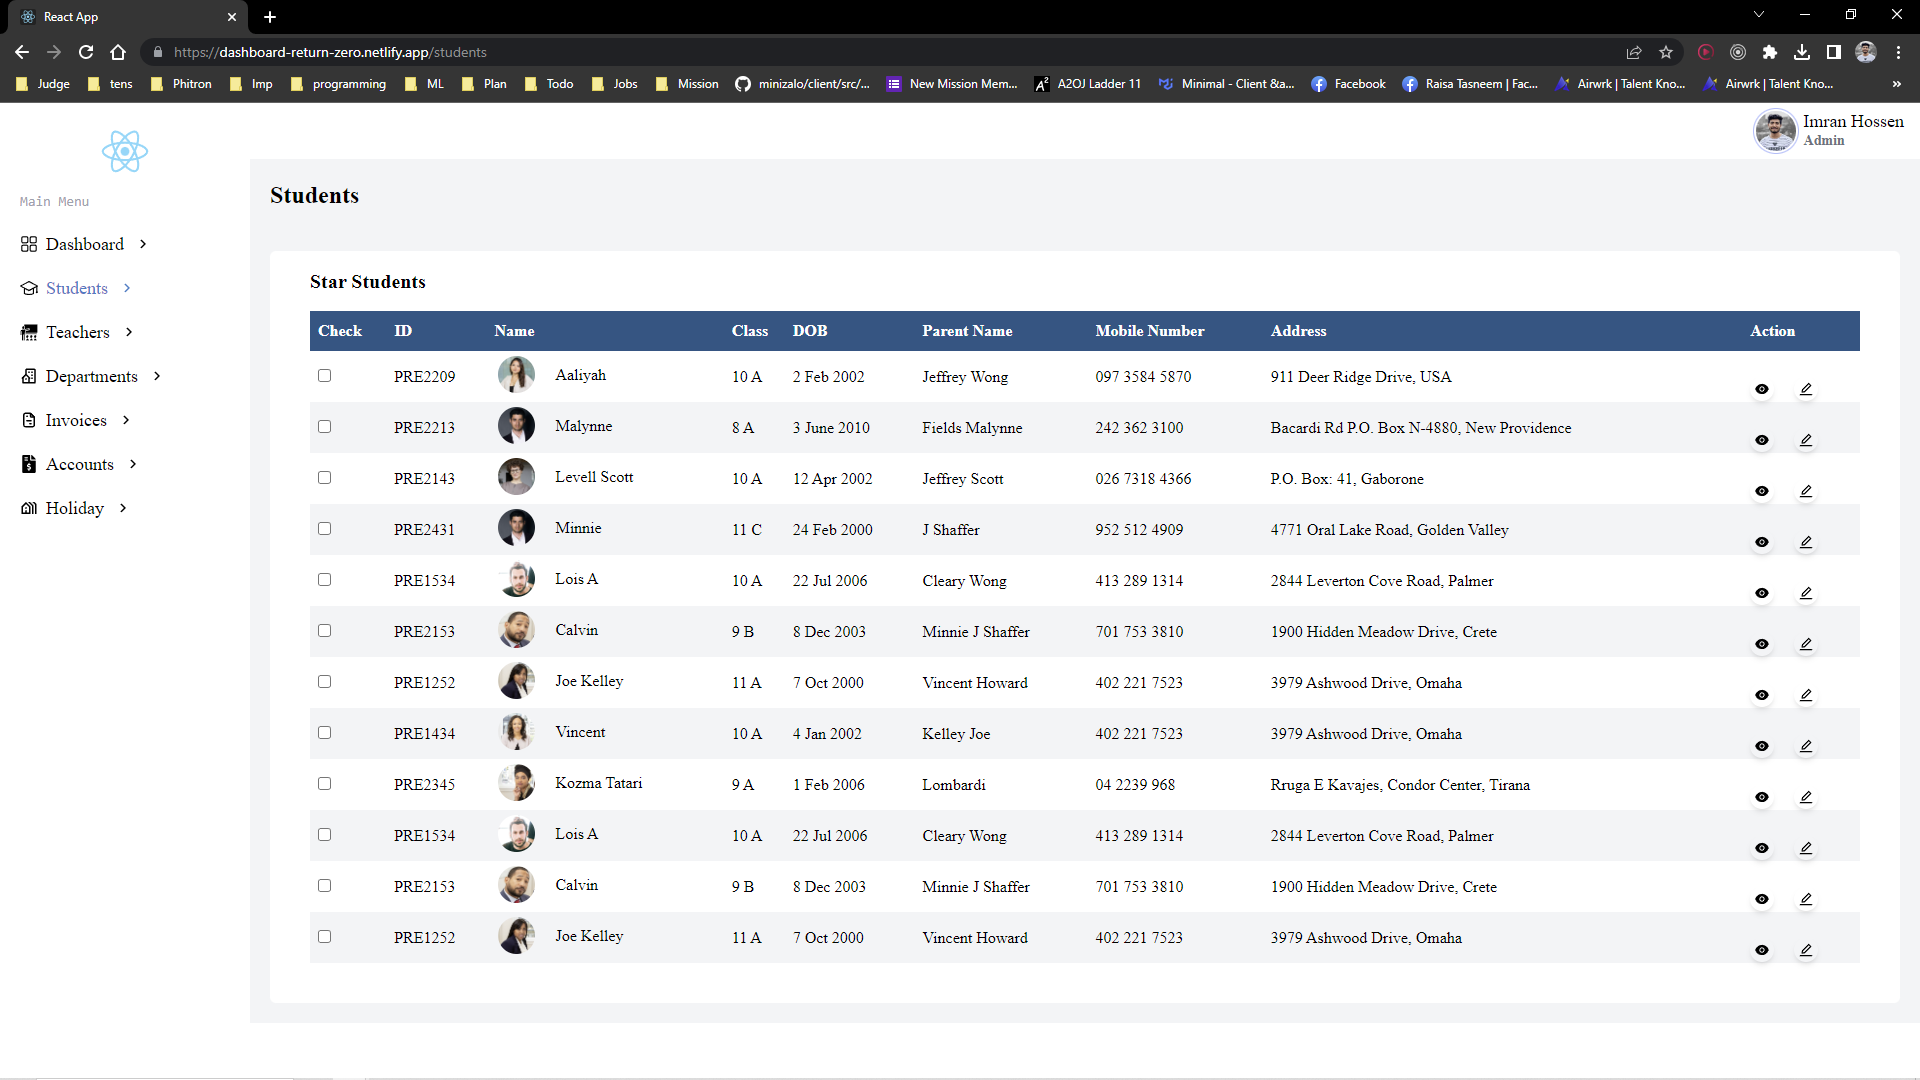 React App
https://dashboard-return-zero.netlify.app/students
Judge tens Phitron Imp programming ML Plan Todo Jobs Mission minizalo/client/src/... New Mission Mem... A2OJ Ladder 11 Minimal - Client &a... Facebook Raisa Tasneem | Fac... Airwrk | Talent Kno... Airwrk | Talent Kno... »
Imran Hossen
Admin
Main Menu
Dashboard
Students
Teachers
Departments
Invoices
Accounts
Holiday
Students
Star Students
Check ID Name Class DOB Parent Name Mobile Number Address Action
PRE2209 Aaliyah 10 A 2 Feb 2002 Jeffrey Wong 097 3584 5870 911 Deer Ridge Drive, USA
PRE2213 Malynne 8 A 3 June 2010 Fields Malynne 242 362 3100 Bacardi Rd P.O. Box N-4880, New Providence
PRE2143 Levell Scott 10 A 12 Apr 2002 Jeffrey Scott 026 7318 4366 P.O. Box: 41, Gaborone
PRE2431 Minnie 11 C 24 Feb 2000 J Shaffer 952 512 4909 4771 Oral Lake Road, Golden Valley
PRE1534 Lois A 10 A 22 Jul 2006 Cleary Wong 413 289 1314 2844 Leverton Cove Road, Palmer
PRE2153 Calvin 9 B 8 Dec 2003 Minnie J Shaffer 701 753 3810 1900 Hidden Meadow Drive, Crete
PRE1252 Joe Kelley 11 A 7 Oct 2000 Vincent Howard 402 221 7523 3979 Ashwood Drive, Omaha
PRE1434 Vincent 10 A 4 Jan 2002 Kelley Joe 402 221 7523 3979 Ashwood Drive, Omaha
PRE2345 Kozma Tatari 9 A 1 Feb 2006 Lombardi 04 2239 968 Rruga E Kavajes, Condor Center, Tirana
PRE1534 Lois A 10 A 22 Jul 2006 Cleary Wong 413 289 1314 2844 Leverton Cove Road, Palmer
PRE2153 Calvin 9 B 8 Dec 2003 Minnie J Shaffer 701 753 3810 1900 Hidden Meadow Drive, Crete
PRE1252 Joe Kelley 11 A 7 Oct 2000 Vincent Howard 402 221 7523 3979 Ashwood Drive, Omaha